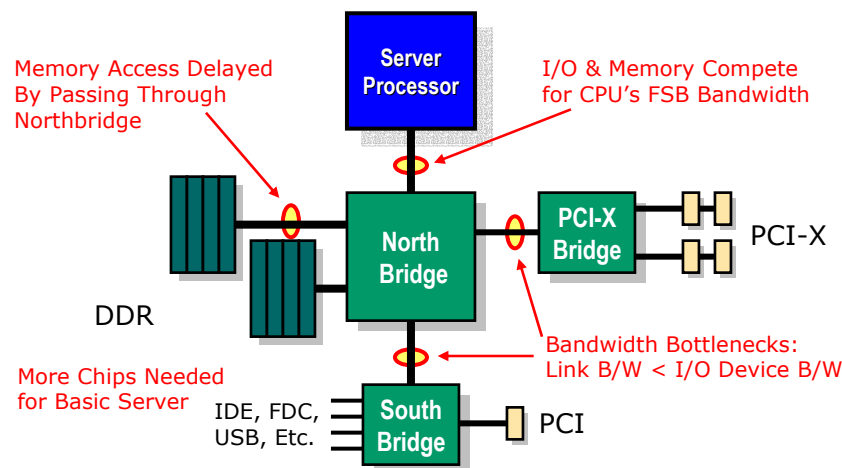 Server
Processor
Memory Access Delayed
By Passing Through
Northbridge
I/O & Memory Compete
for CPU's FSB Bandwidth
North
Bridge
PCI-X
Bridge
PCI-X
DDR
Bandwidth Bottlenecks:
Link B/W < I/O Device B/W
More Chips Needed
for Basic Server
IDE, FDC,
USB, Etc.
South
Bridge
PCI